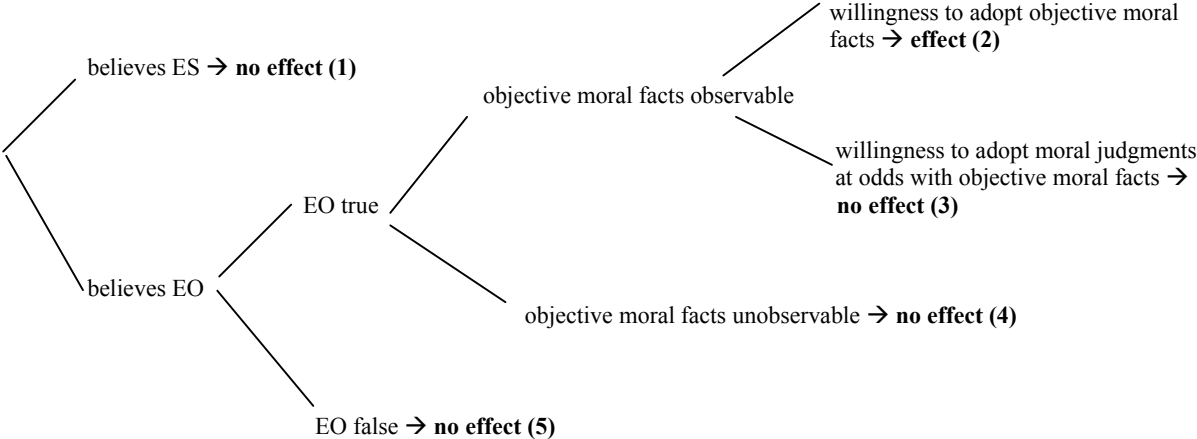 willingness to adopt objective moral
facts → effect (2)
believes ES → no effect (1)
objective moral facts observable
willingness to adopt moral judgments
at odds with objective moral facts →
no effect (3)
EO true
believes EO
objective moral facts unobservable → no effect (4)
EO false → no effect (5)